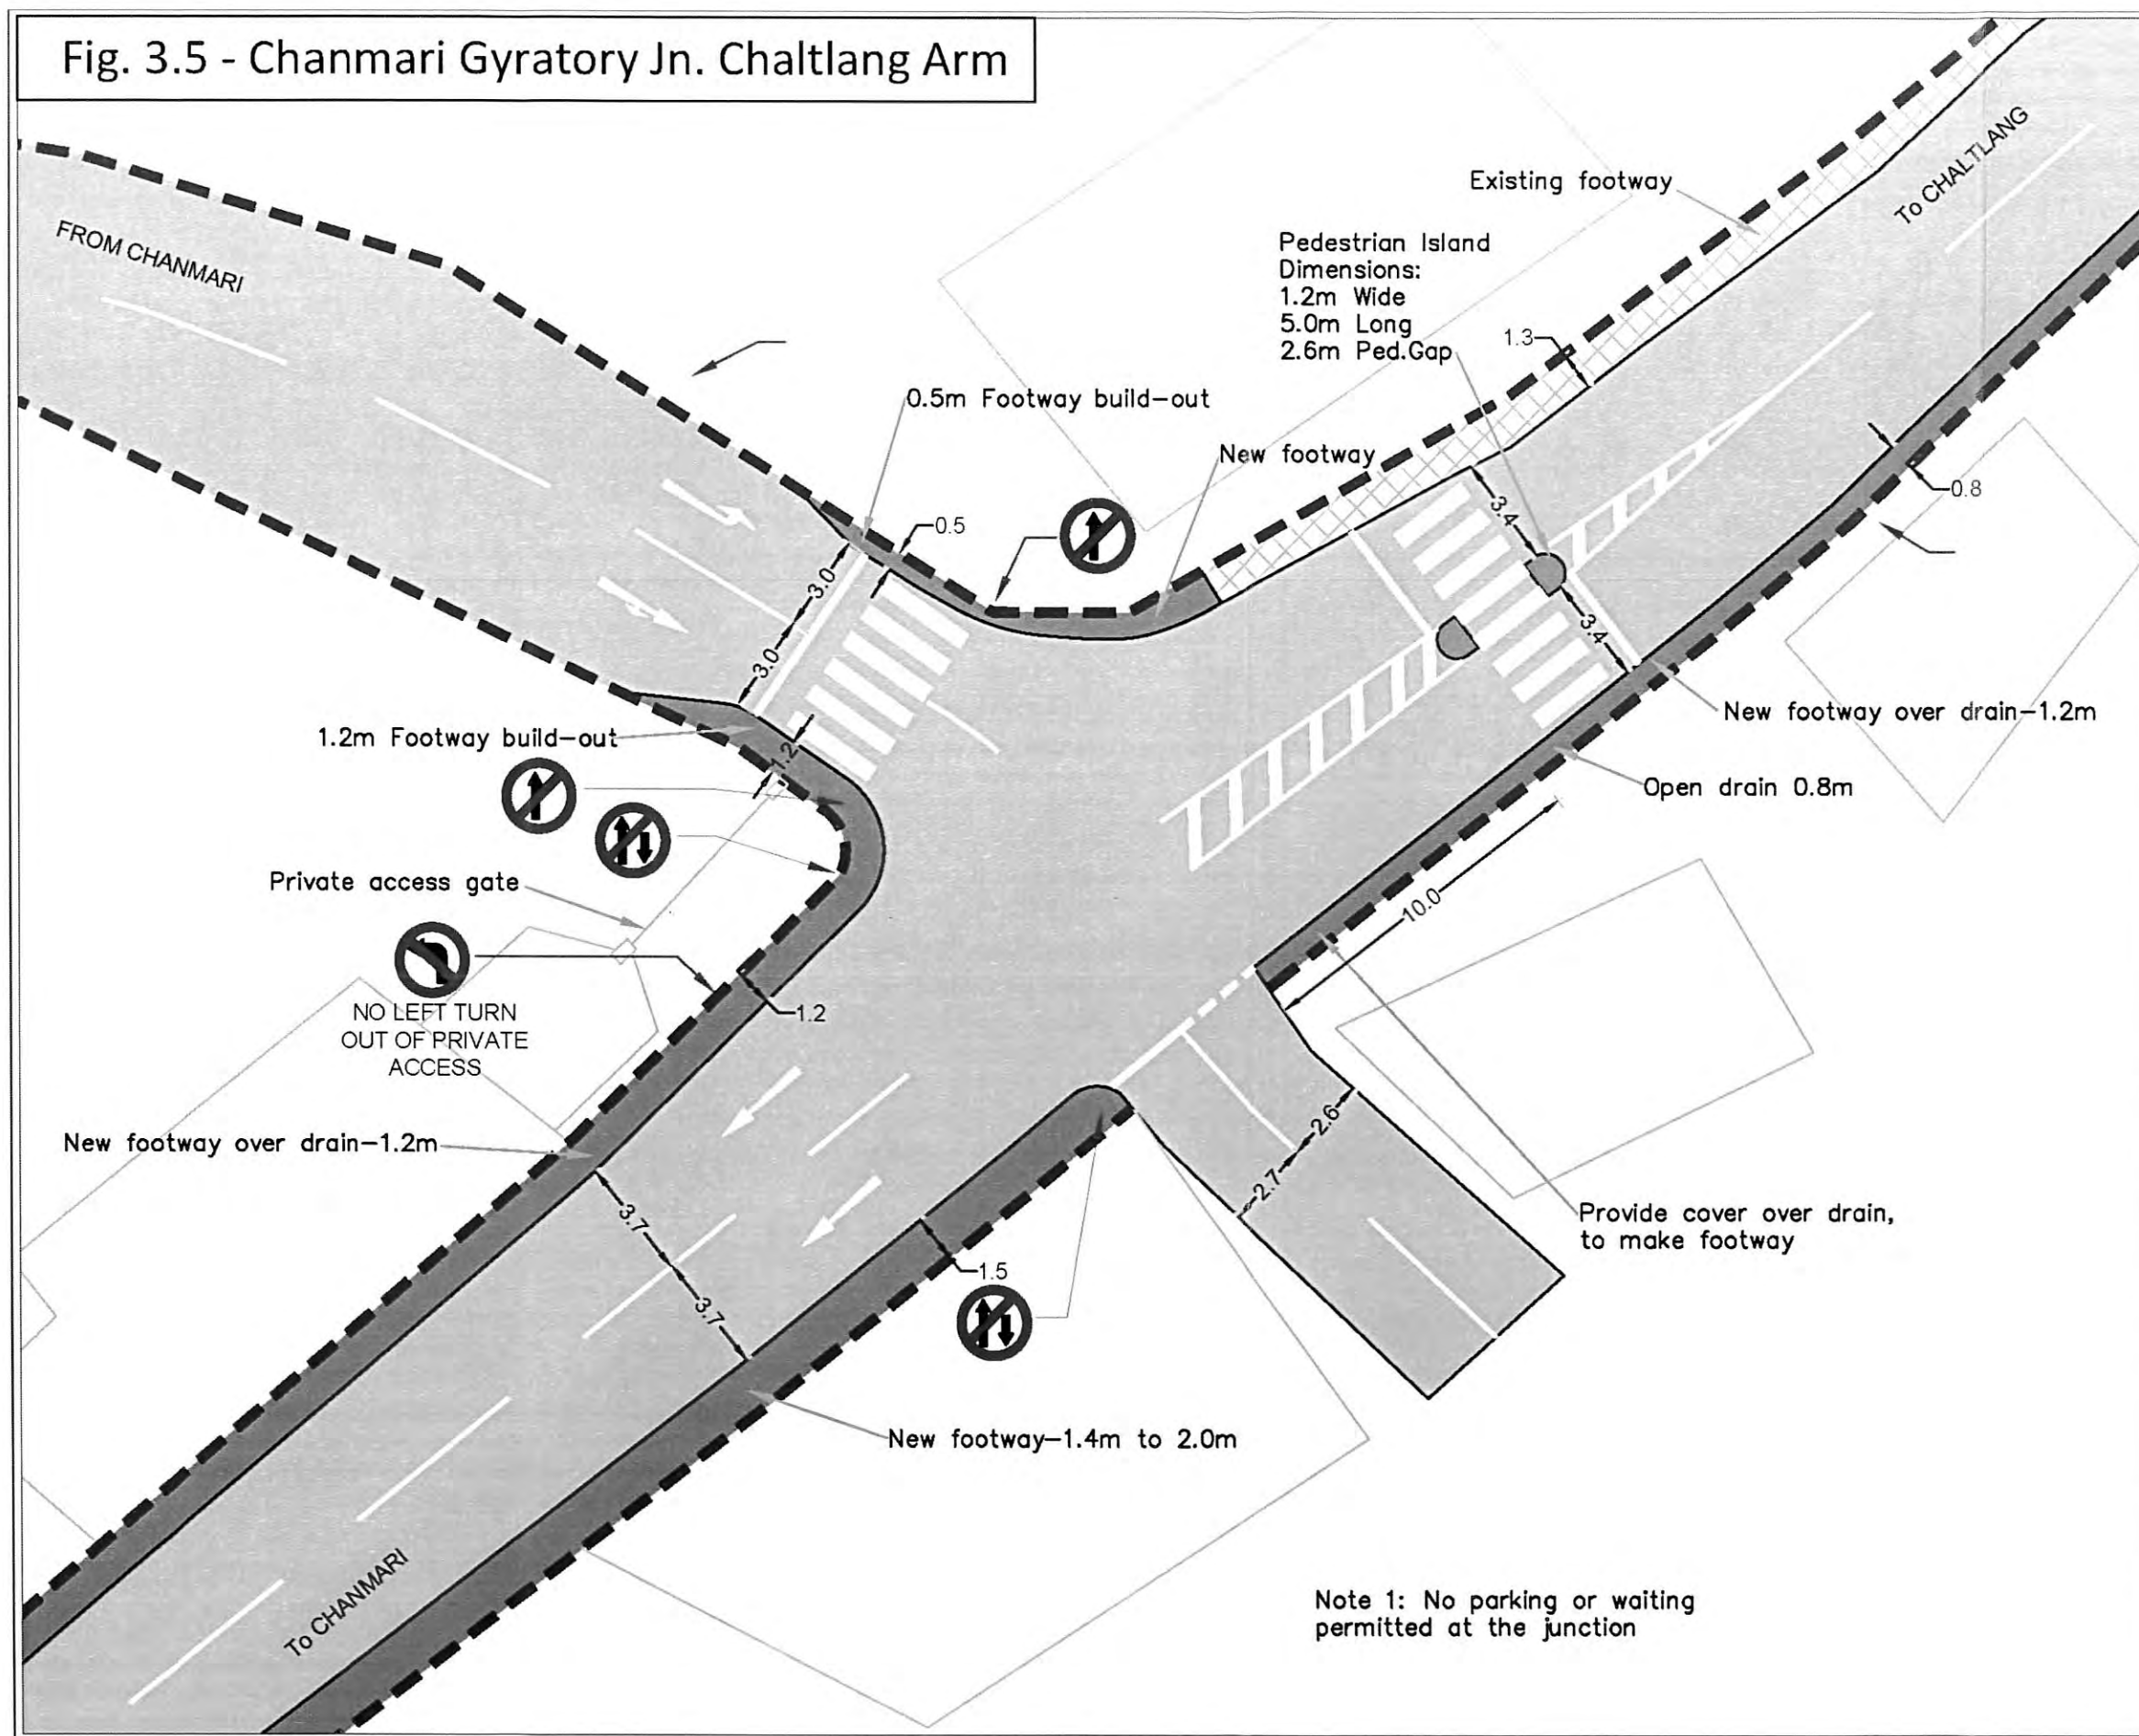 Fig. 3.5 - Chanmari Gyratory Jn. Chaltlang Arm
FROM CHANMARI
To CHALTLANG
Existing footway
Pedestrian Island
Dimensions:
1.2m Wide
5.0m Long
2.6m Ped.Gap
1.3
0.5m Footway build-out
New footway
0.5
3.4
0.8
3.0
3.4
3.0
New footway over drain-1.2m
1.2m Footway build-out
1.2
Open drain 0.8m
Private access gate
10.0
NO LEFT TURN
OUT OF PRIVATE
ACCESS
1.2
2.6
New footway over drain-1.2m
2.7
3.7
Provide cover over drain,
to make footway
1.5
3.7
New footway-1.4m to 2.0m
To CHANMARI
Note 1: No parking or waiting
permitted at the junction